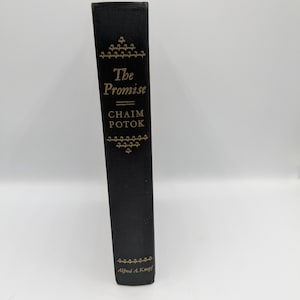 The
Promise
CHAIM
POTOK
Alfred A. Knopf